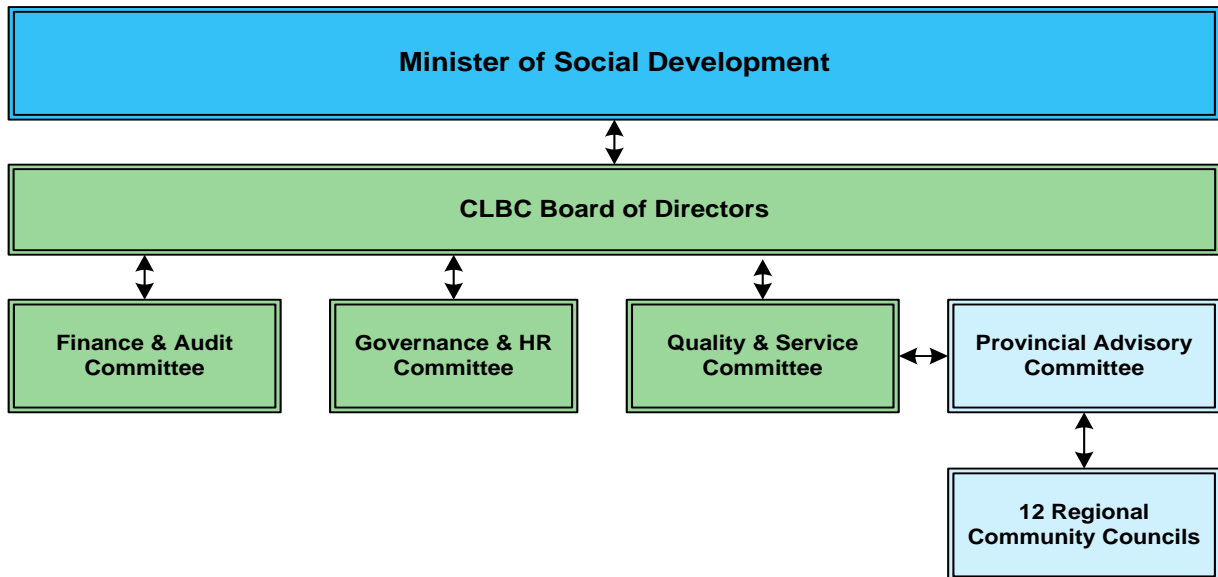 Minister of Social Development
CLBC Board of Directors
Finance & Audit
Committee
Governance & HR
Committee
Quality & Service
Committee
Provincial Advisory
Committee
12 Regional
Community Councils